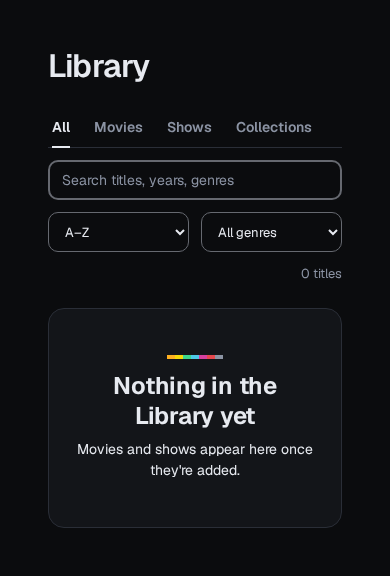 Library
All Movies Shows Collections
Search titles, years, genres
A–Z All genres
0 titles
Nothing in the
Library yet
Movies and shows appear here once
they're added.